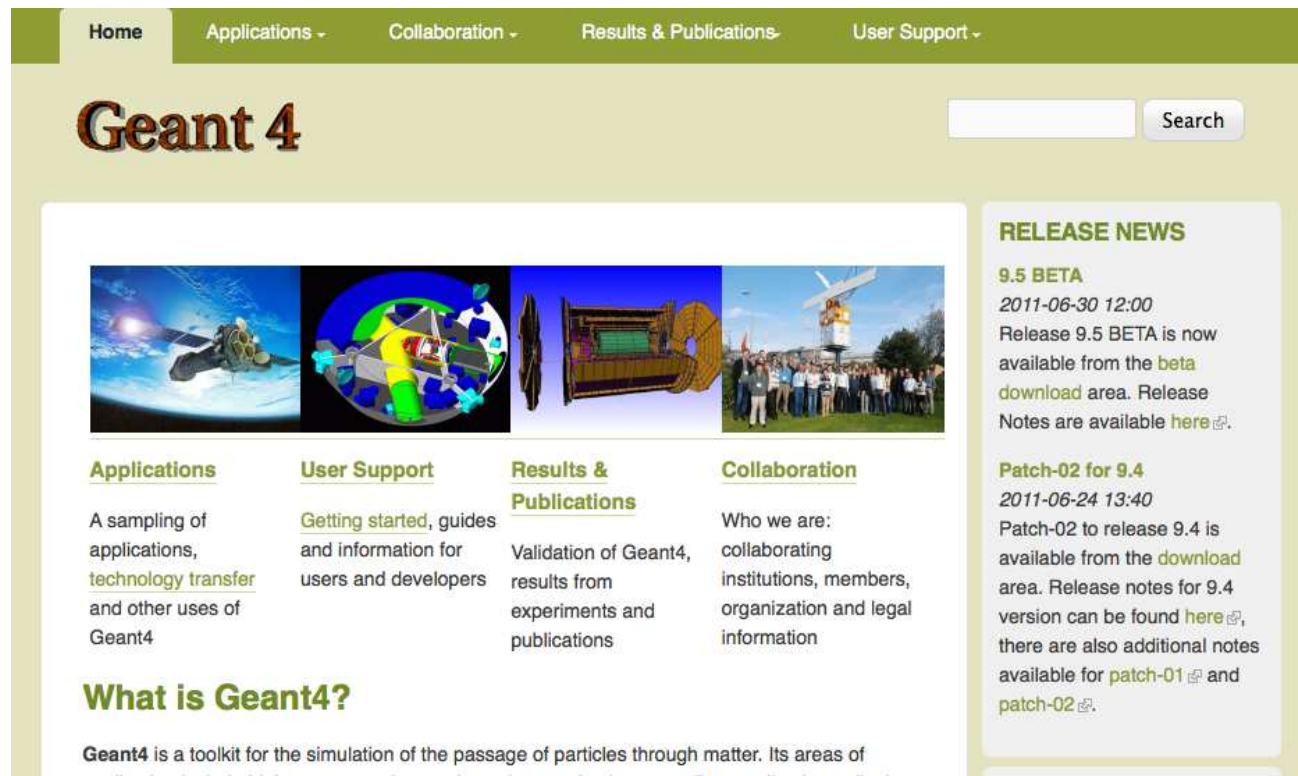 Home
Applications
Collaboration
Results & Publications
User Support
Geant 4
Search
Applications
A sampling of
applications,
technology transfer
and other uses of
Geant4
User Support
Getting started, guides
and information for
users and developers
Results &
Publications
Validation of Geant4,
results from
experiments and
publications
Collaboration
Who we are:
collaborating
institutions, members,
organization and legal
information
What is Geant4?
Geant4 is a toolkit for the simulation of the passage of particles through matter. Its areas of
RELEASE NEWS
9.5 BETA
2011-06-30 12:00
Release 9.5 BETA is now
available from the beta
download area. Release
Notes are available here.
Patch-02 for 9.4
2011-06-24 13:40
Patch-02 to release 9.4 is
available from the download
area. Release notes for 9.4
version can be found here,
there are also additional notes
available for patch-01 and
patch-02.